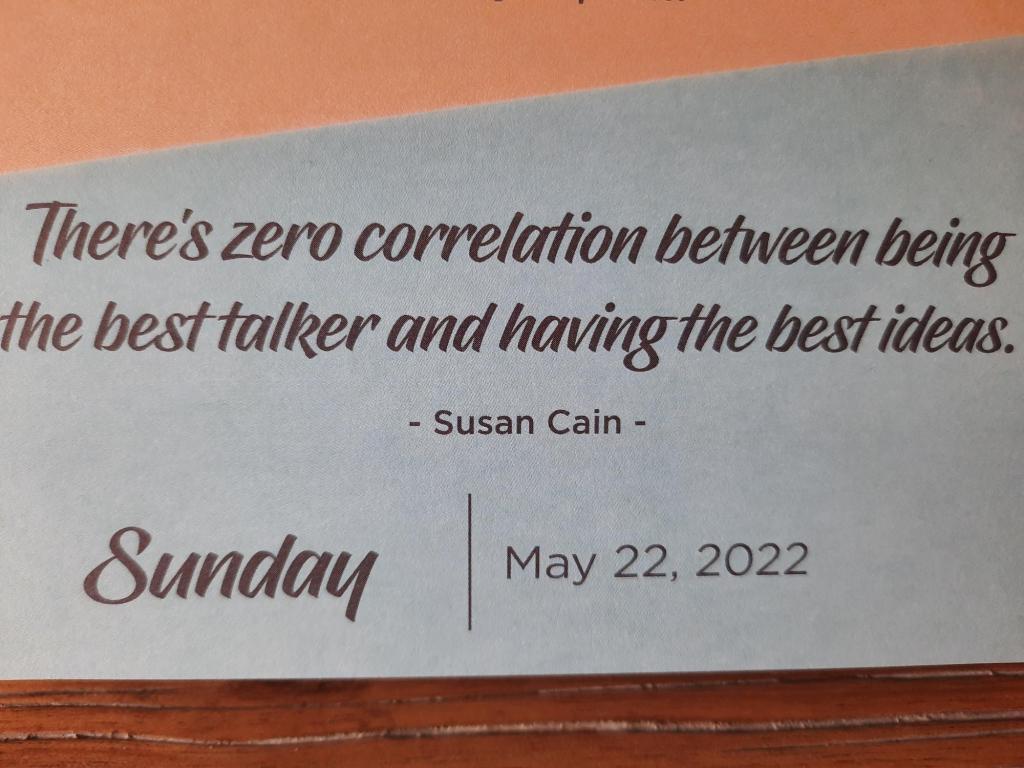 There's zero correlation between being
the best talker and having the best ideas.
- Susan Cain -
Sunday
May 22, 2022